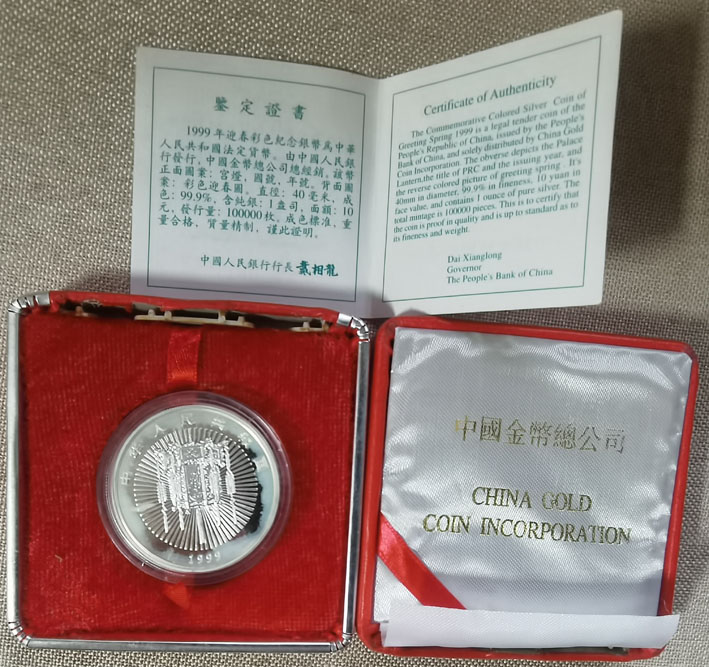 鉴定證書
1999年迎春彩色紀念銀幣爲中華
人民共和國法定貨幣。由中國人民銀
行發行,中國金幣總公司總經銷。該幣
正面圖案:宮燈,國號,年號。背面圖
案:彩色迎春圖。直徑:40毫米,成
色:99.9%,含純銀:1盎司,面額:10
元,發行量:100000枚。成色標准,重
量合格,質量精制,謹此證明。
中國人民銀行行長 戴相龍
Certificate of Authenticity
The Commemorative Colored Silver Coin of
Greeting Spring 1999 is a legal tender coin of the
People's Republic of China, issued by the People's
Bank of China, and solely distributed by China Gold
Coin Incorporation. The obverse depicts the Palace
Lantern,the title of PRC and the issuing year, and
the reverse colored picture of greeting spring. It's
40mm in diameter, 99.9% in fineness, 10 yuan in
face value, and contains 1 ounce of pure silver. The
total mintage is 100000 pieces. This is to certify that
the coin is proof in quality and is up to standard as to
its fineness and weight.
Dai Xianglong
Governor
The People's Bank of China
中華人民共和國
1999
中國金幣總公司
CHINA GOLD
COIN INCORPORATION